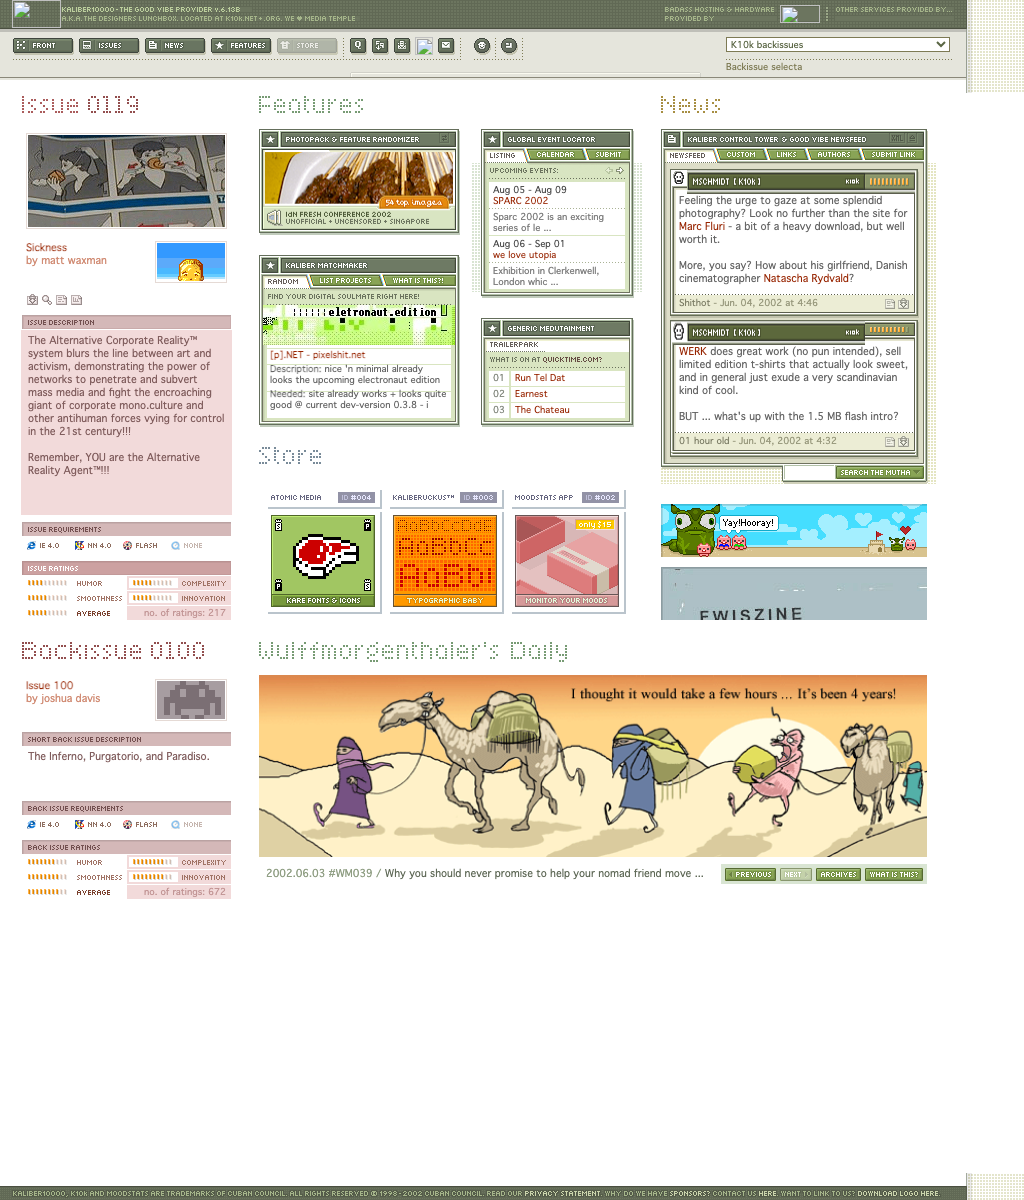 KALIBER10000 - THE GOOD VIBE PROVIDER v.6.138
A.K.A. THE DESIGNERS LUNCHBOX. LOCATED AT K10K.NET+.ORG. WE ♥ MEDIA TEMPLE
BADASS HOSTING & HARDWARE
PROVIDED BY
OTHER SERVICES PROVIDED BY...
FRONT
ISSUES
NEWS
FEATURES
STORE
K10k backissues
Backissue selecta
Issue 0119
Sickness
by matt waxman
ISSUE DESCRIPTION
The Alternative Corporate Reality™
system blurs the line between art and
activism, demonstrating the power of
networks to penetrate and subvert
mass media and fight the encroaching
giant of corporate mono.culture and
other antihuman forces vying for control
in the 21st century!!!
Remember, YOU are the Alternative
Reality Agent™!!!
ISSUE REQUIREMENTS
IE 4.0 NN 4.0 FLASH NONE
ISSUE RATINGS
HUMOR COMPLEXITY
SMOOTHNESS INNOVATION
AVERAGE no. of ratings: 217
Features
PHOTOPACK & FEATURE RANDOMIZER
54 top images
IdN FRESH CONFERENCE 2002
UNOFFICIAL + UNCENSORED + SINGAPORE
KALIBER MATCHMAKER
RANDOM LIST PROJECTS WHAT IS THIS?!
FIND YOUR DIGITAL SOULMATE RIGHT HERE!
eletronaut.edition
[p].NET - pixelshit.net
Description: nice 'n minimal already
looks the upcoming electronaut edition
Needed: site already works + looks quite
good @ current dev-version 0.3.8 - i
GLOBAL EVENT LOCATOR
LISTING CALENDAR SUBMIT
UPCOMING EVENTS:
Aug 05 - Aug 09
SPARC 2002
Sparc 2002 is an exciting
series of le ...
Aug 06 - Sep 01
we love utopia
Exhibition in Clerkenwell,
London whic ...
GENERIC MEDUTAINMENT
TRAILERPARK
WHAT IS ON AT QUICKTIME.COM?
01 Run Tel Dat
02 Earnest
03 The Chateau
Store
ATOMIC MEDIA ID #004
KARE FONTS & ICONS
KALIBERUCKUS™ ID #003
AaBbCcDdE
AaBbCc
AaBb
TYPOGRAPHIC BABY
MOODSTATS APP ID #002
only $15
MONITOR YOUR MOODS
News
KALIBER CONTROL TOWER & GOOD VIBE NEWSFEED
NEWSFEED CUSTOM LINKS AUTHORS SUBMIT LINK
MSCHMIDT [ K10k ] K10k
Feeling the urge to gaze at some splendid
photography? Look no further than the site for
Marc Fluri - a bit of a heavy download, but well
worth it.
More, you say? How about his girlfriend, Danish
cinematographer Natascha Rydvald?
Shithot - Jun. 04, 2002 at 4:46
MSCHMIDT [ K10k ] K10k
WERK does great work (no pun intended), sell
limited edition t-shirts that actually look sweet,
and in general just exude a very scandinavian
kind of cool.
BUT ... what's up with the 1.5 MB flash intro?
01 hour old - Jun. 04, 2002 at 4:32
SEARCH THE MUTHA
Yay!Hooray!
EWISZINE
Backissue 0100
Issue 100
by joshua davis
SHORT BACK ISSUE DESCRIPTION
The Inferno, Purgatorio, and Paradiso.
BACK ISSUE REQUIREMENTS
IE 4.0 NN 4.0 FLASH NONE
BACK ISSUE RATINGS
HUMOR COMPLEXITY
SMOOTHNESS INNOVATION
AVERAGE no. of ratings: 672
Wulffmorgenthaler's Daily
I thought it would take a few hours ... It's been 4 years!
2002.06.03 #WM039 / Why you should never promise to help your nomad friend move ...
PREVIOUS NEXT ARCHIVES WHAT IS THIS?
KALIBER10000, K10K AND MOODSTATS ARE TRADEMARKS OF CUBAN COUNCIL. ALL RIGHTS RESERVED © 1998 - 2002 CUBAN COUNCIL. READ OUR PRIVACY STATEMENT. WHY DO WE HAVE SPONSORS? CONTACT US HERE. WANT TO LINK TO US? DOWNLOAD LOGO HERE.